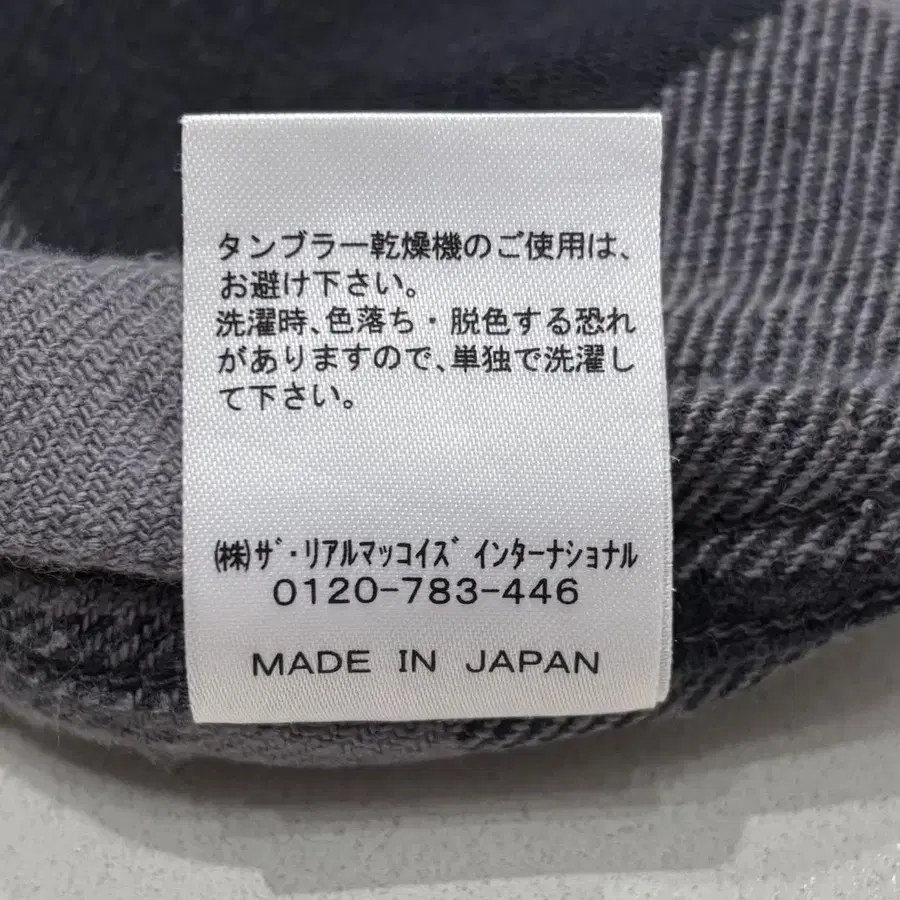 タンブラー乾燥機のご使用は、
お避け下さい。
洗濯時、色落ち・脱色する恐れ
がありますので、単独で洗濯し
て下さい。
㈱ｻﾞ・ﾘｱﾙﾏｯｺｲｽﾞ ｲﾝﾀｰﾅｼｮﾅﾙ
0120-783-446
MADE IN JAPAN